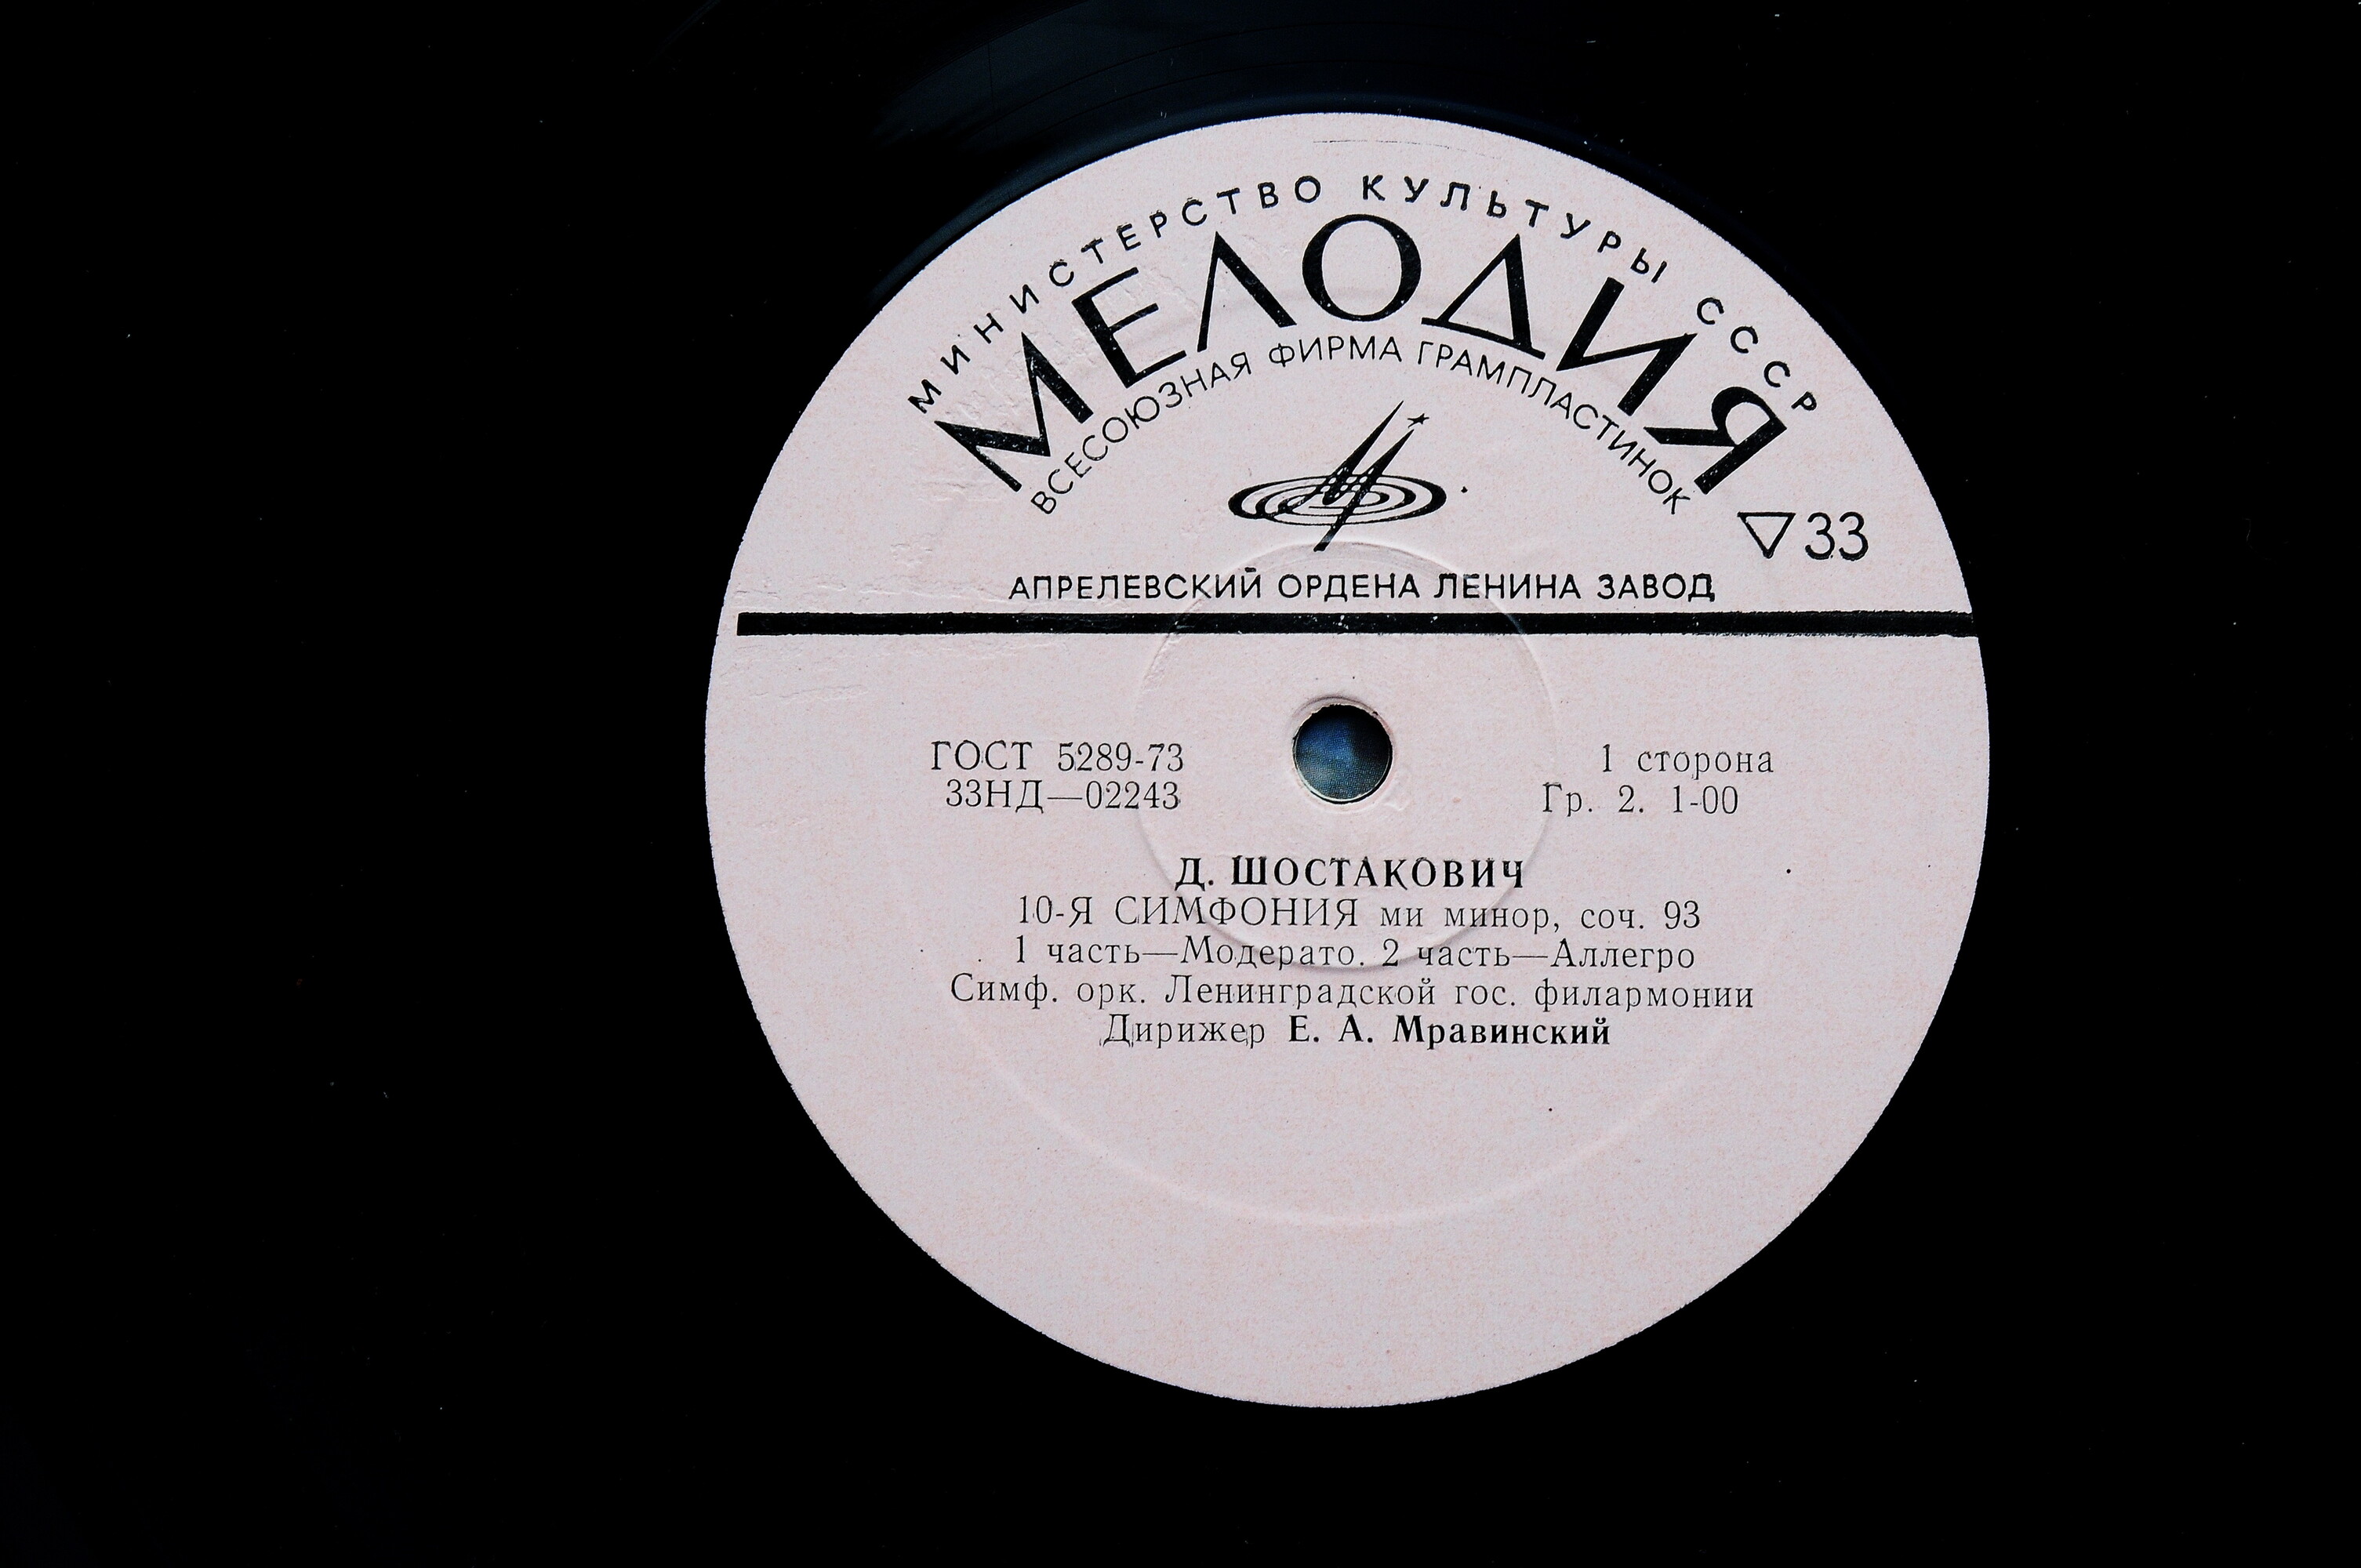 МИНИСТЕРСТВО КУЛЬТУРЫ СССР
МЕЛОДИЯ
ВСЕСОЮЗНАЯ ФИРМА ГРАМПЛАСТИНОК
▽33
АПРЕЛЕВСКИЙ ОРДЕНА ЛЕНИНА ЗАВОД
ГОСТ 5289-73
33НД—02243
1 сторона
Гр. 2. 1-00
Д. ШОСТАКОВИЧ
10-Я СИМФОНИЯ ми минор, соч. 93
1 часть—Модерато. 2 часть—Аллегро
Симф. орк. Ленинградской гос. филармонии
Дирижер Е. А. Мравинский